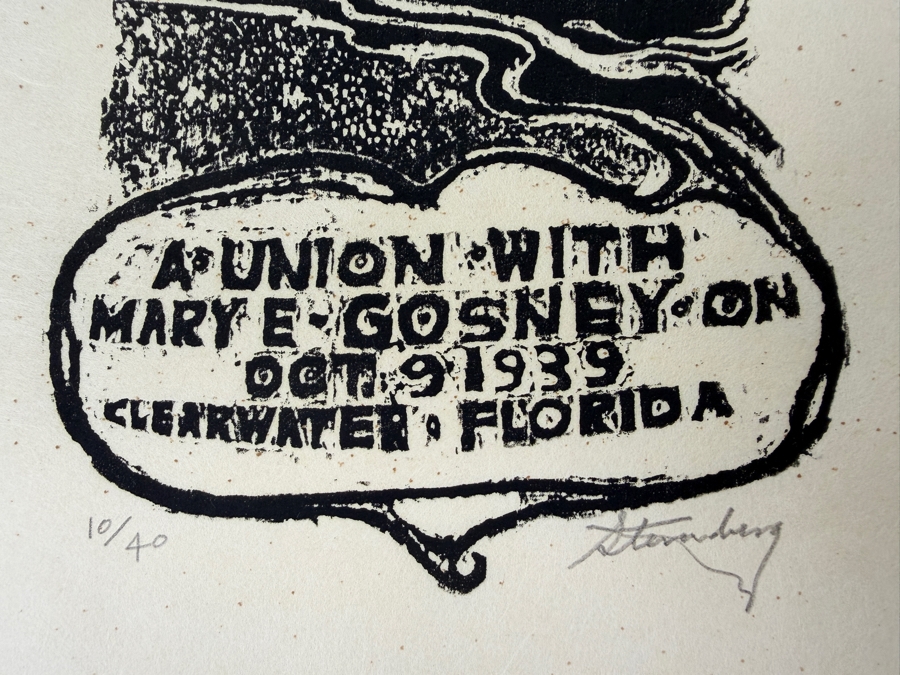 A·UNION·WITH
MARY E·GOSNEY·ON
OCT. 9 1939
CLEARWATER·FLORIDA
10/40
Sternberg